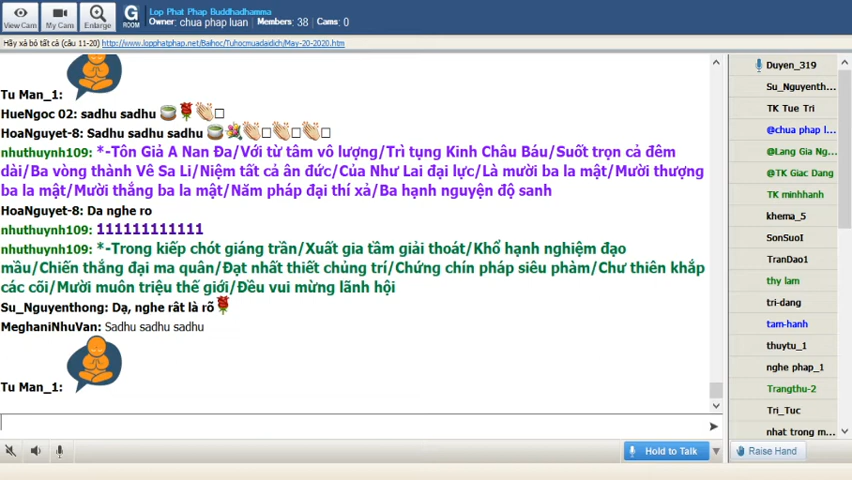 Lop Phat Phap Buddhadhamma
Owner: chua phap luan Members: 38 Cams: 0
View Cam
My Cam
Enlarge
G
ROOM
Hãy xả bỏ tất cả (câu 11-20) http://www.lopphatphap.net/Baihoc/Tuhocmuadaidich/May-20-2020.htm
Tu Man_1:
HueNgoc 02: sadhu sadhu
HoaNguyet-8: Sadhu sadhu sadhu
nhuthuynh109: *-Tôn Giả A Nan Đa/Với từ tâm vô lượng/Trì tụng Kinh Châu Báu/Suốt trọn cả đêm
dài/Ba vòng thành Vê Sa Li/Niệm tất cả ân đức/Của Như Lai đại lực/Là mười ba la mật/Mười thượng
ba la mật/Mười thắng ba la mật/Năm pháp đại thí xả/Ba hạnh nguyện độ sanh
HoaNguyet-8: Da nghe ro
nhuthuynh109: 111111111111
nhuthuynh109: *-Trong kiếp chót giáng trần/Xuất gia tầm giải thoát/Khổ hạnh nghiệm đạo
mầu/Chiến thắng đại ma quân/Đạt nhất thiết chủng trí/Chứng chín pháp siêu phàm/Chư thiên khắp
các cõi/Mười muôn triệu thế giới/Đều vui mừng lãnh hội
Su_Nguyenthong: Dạ, nghe rât là rõ
MeghaniNhuVan: Sadhu sadhu sadhu
Tu Man_1:
Hold to Talk
Raise Hand
Duyen_319
Su_Nguyenth...
TK Tue Tri
@chua phap l...
@Lang Gia Ng...
@TK Giac Dang
TK minhhanh
khema_5
SonSuoI
TranDao1
thy lam
tri-dang
tam-hanh
thuytu_1
nghe phap_1
Trangthu-2
Tri_Tuc
nhat trong m...